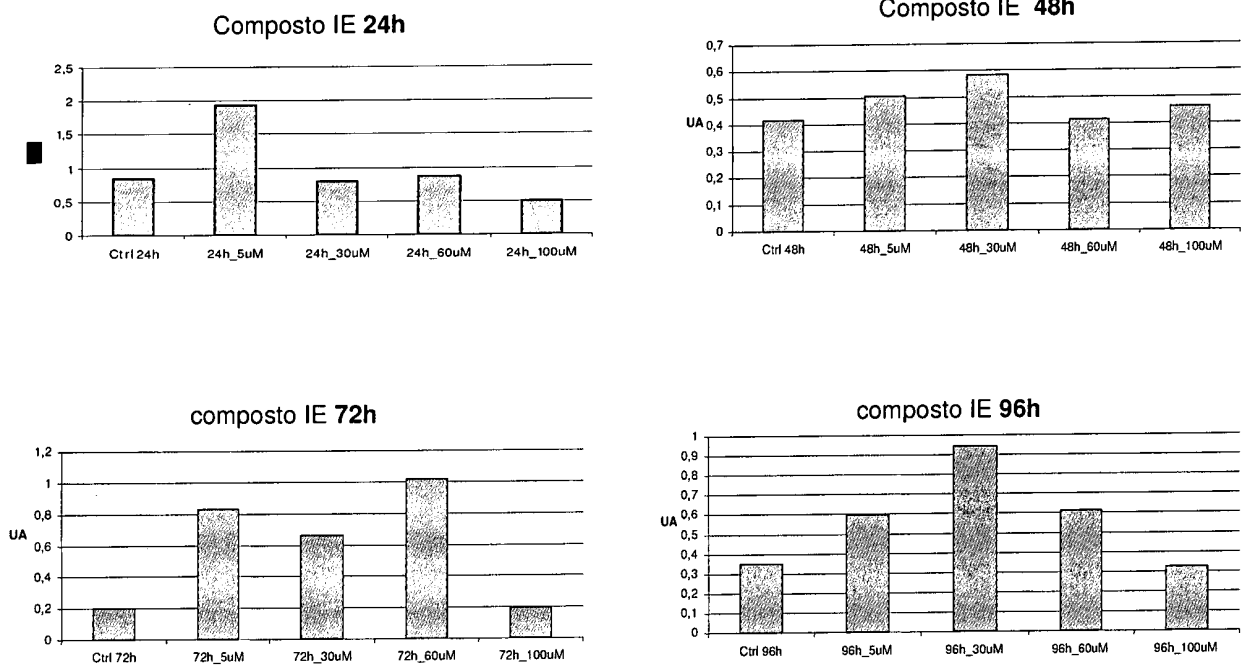 Composto IE 24h
2,5
2
1,5
1
0,5
0
Ctrl 24h 24h_5uM 24h_30uM 24h_60uM 24h_100uM
Composto IE 48h
0,7
0,6
0,5
UA 0,4
0,3
0,2
0,1
0
Ctrl 48h 48h_5uM 48h_30uM 48h_60uM 48h_100uM
composto IE 72h
1,2
1
0,8
UA
0,6
0,4
0,2
0
Ctrl 72h 72h_5uM 72h_30uM 72h_60uM 72h_100uM
composto IE 96h
1
0,9
0,8
0,7
0,6
UA
0,5
0,4
0,3
0,2
0,1
0
Ctrl 96h 96h_5uM 96h_30uM 96h_60uM 96h_100uM